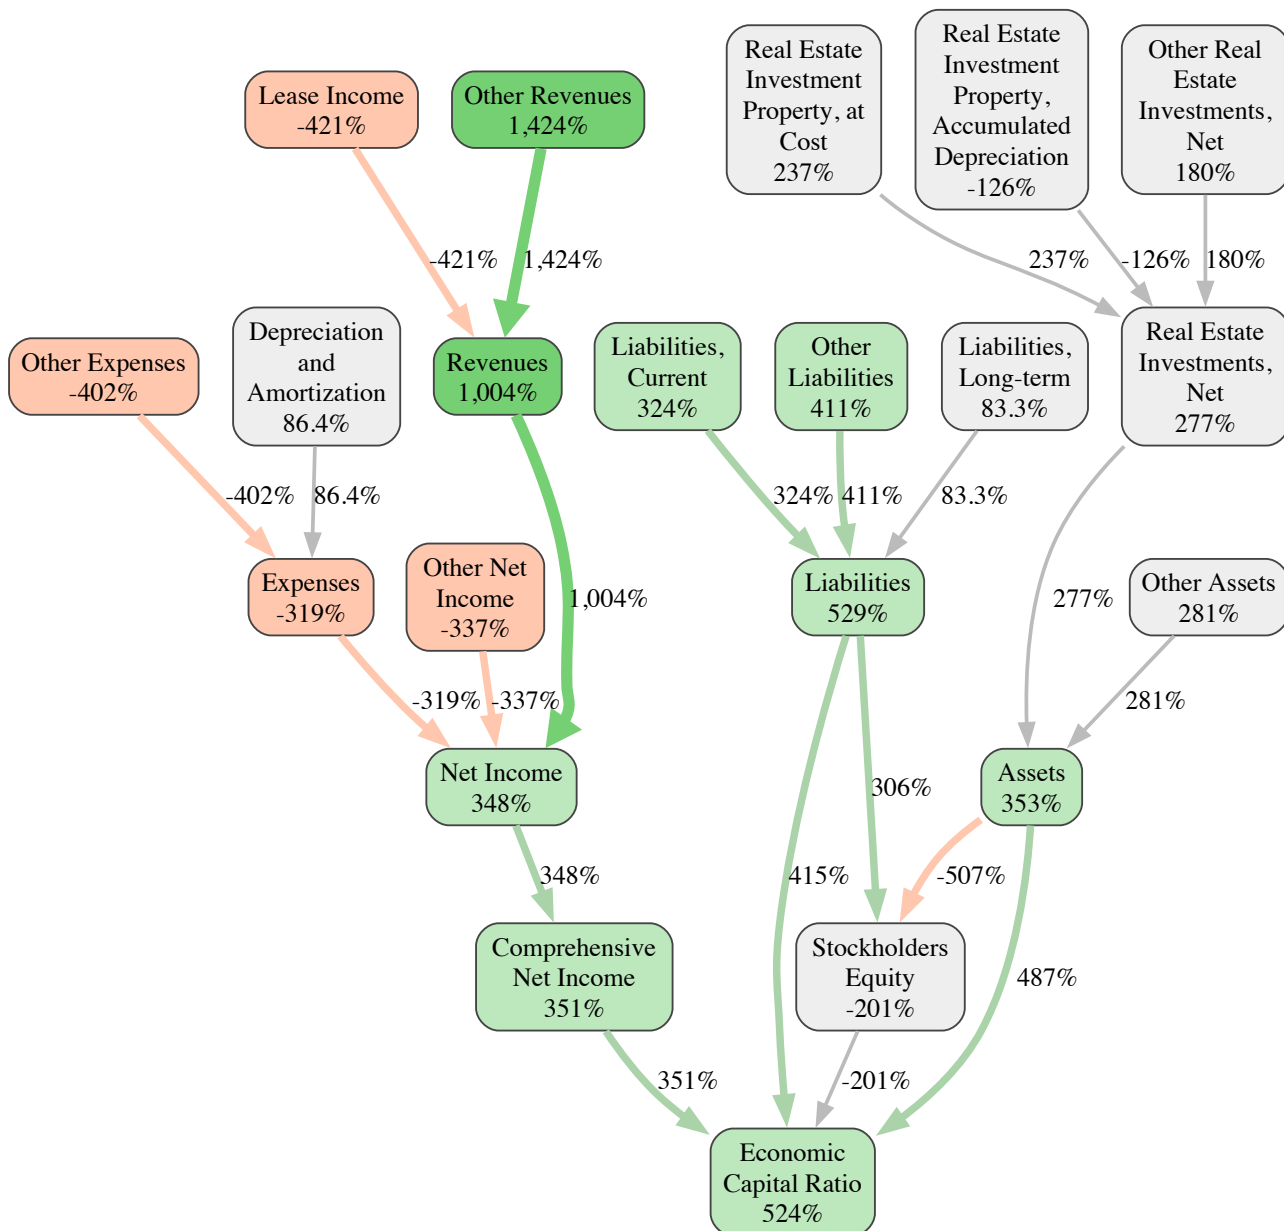 Real Estate
Investment
Property, at
Cost
237%
Real Estate
Investment
Property,
Accumulated
Depreciation
-126%
Other Real
Estate
Investments,
Net
180%
Lease Income
-421%
Other Revenues
1,424%
-421%
1,424%
237%
-126%
180%
Other Expenses
-402%
Depreciation
and
Amortization
86.4%
Revenues
1,004%
Liabilities,
Current
324%
Other
Liabilities
411%
Liabilities,
Long-term
83.3%
Real Estate
Investments,
Net
277%
-402%
86.4%
324%
411%
83.3%
Expenses
-319%
Other Net
Income
-337%
1,004%
Liabilities
529%
277%
Other Assets
281%
-319%
-337%
281%
Net Income
348%
306%
Assets
353%
348%
415%
-507%
Comprehensive
Net Income
351%
Stockholders
Equity
-201%
487%
351%
-201%
Economic
Capital Ratio
524%